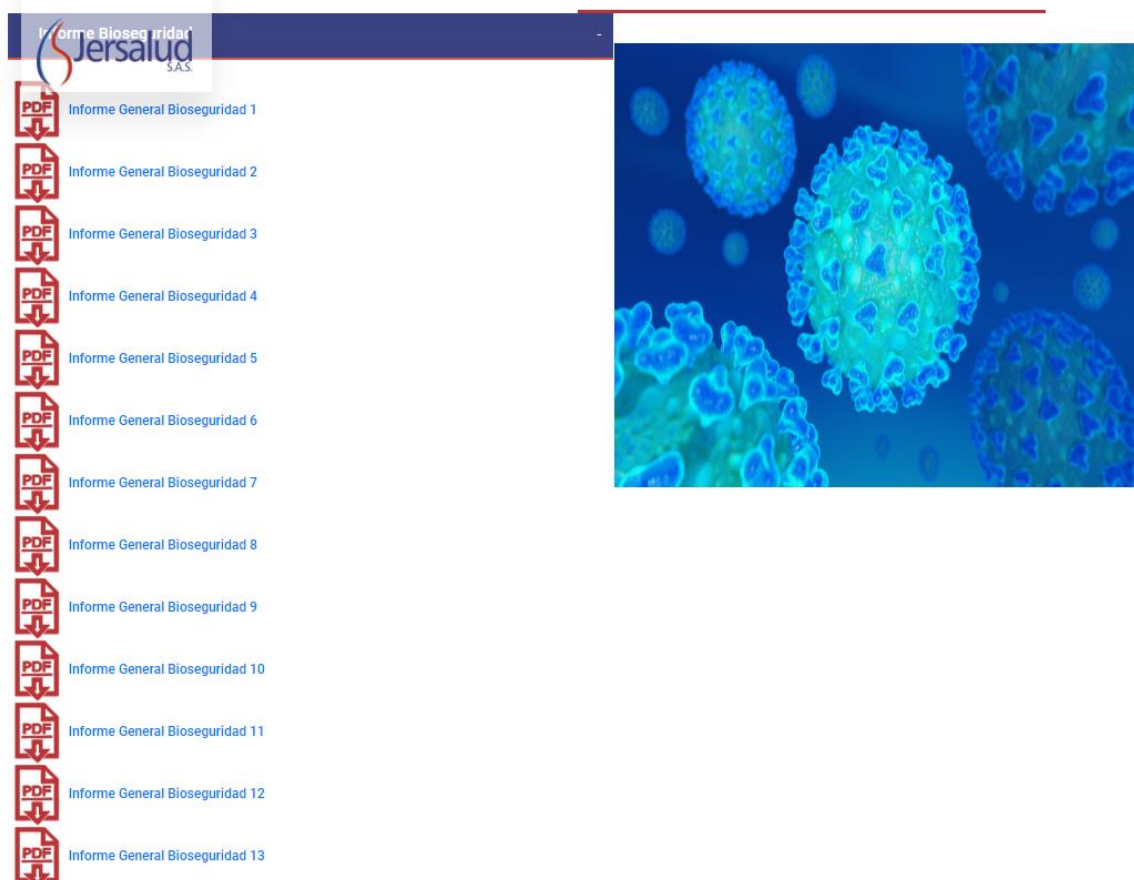 Informe Bioseguridad
-
Jersalud
S.A.S.
PDF
Informe General Bioseguridad 1
PDF
Informe General Bioseguridad 2
PDF
Informe General Bioseguridad 3
PDF
Informe General Bioseguridad 4
PDF
Informe General Bioseguridad 5
PDF
Informe General Bioseguridad 6
PDF
Informe General Bioseguridad 7
PDF
Informe General Bioseguridad 8
PDF
Informe General Bioseguridad 9
PDF
Informe General Bioseguridad 10
PDF
Informe General Bioseguridad 11
PDF
Informe General Bioseguridad 12
PDF
Informe General Bioseguridad 13